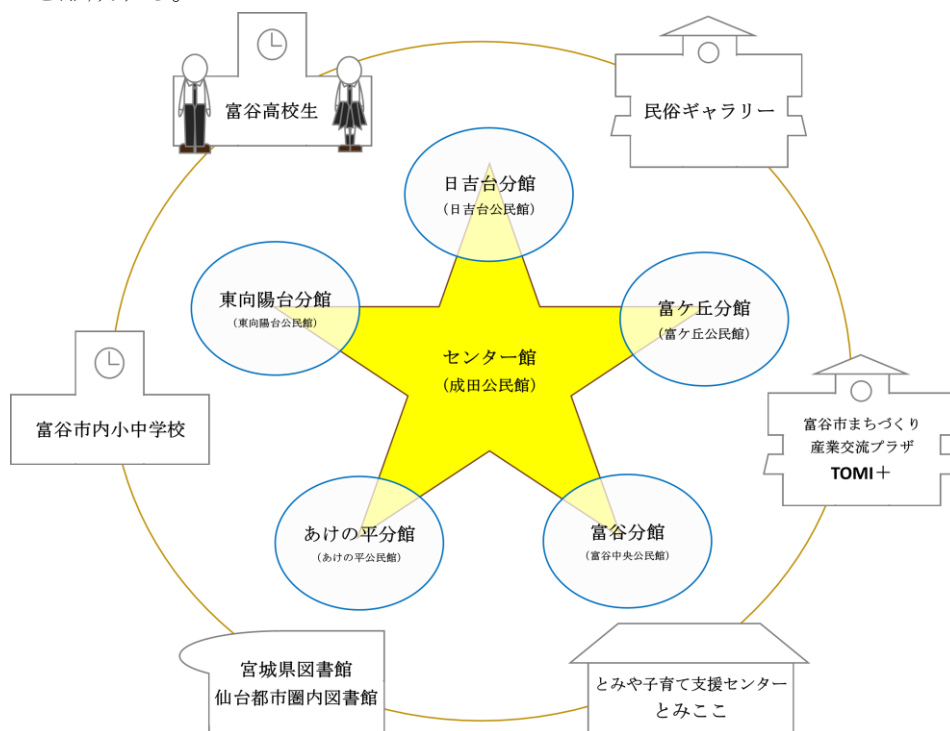 富谷高校生
民俗ギャラリー
日吉台分館
(日吉台公民館)
東向陽台分館
(東向陽台公民館)
富ケ丘分館
(富ケ丘公民館)
センター館
(成田公民館)
富谷市内小中学校
富谷市まちづくり
産業交流プラザ
TOMI+
あけの平分館
(あけの平公民館)
富谷分館
(富谷中央公民館)
宮城県図書館
仙台都市圏内図書館
とみや子育て支援センター
とみここ